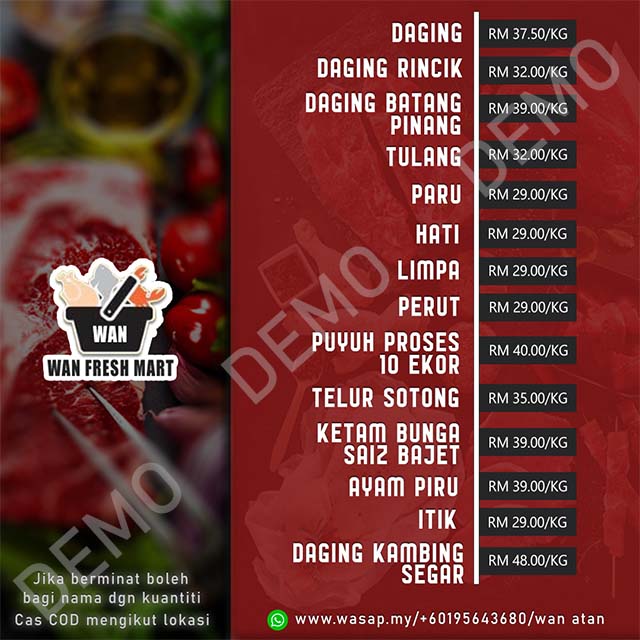 DAGING RM 37.50/KG
DAGING RINCIK RM 32.00/KG
DAGING BATANG
PINANG RM 39.00/KG
TULANG RM 32.00/KG
PARU RM 29.00/KG
HATI RM 29.00/KG
LIMPA RM 29.00/KG
PERUT RM 29.00/KG
PUYUH PROSES
10 EKOR RM 40.00/KG
TELUR SOTONG RM 35.00/KG
KETAM BUNGA
SAIZ BAJET RM 39.00/KG
AYAM PIRU RM 39.00/KG
ITIK RM 29.00/KG
DAGING KAMBING
SEGAR RM 48.00/KG
WAN
WAN FRESH MART
Jika berminat boleh
bagi nama dgn kuantiti
Cas COD mengikut lokasi
www.wasap.my/+60195643680/wan atan
DEMO
DEMO
DEMO
DEMO
DEMO